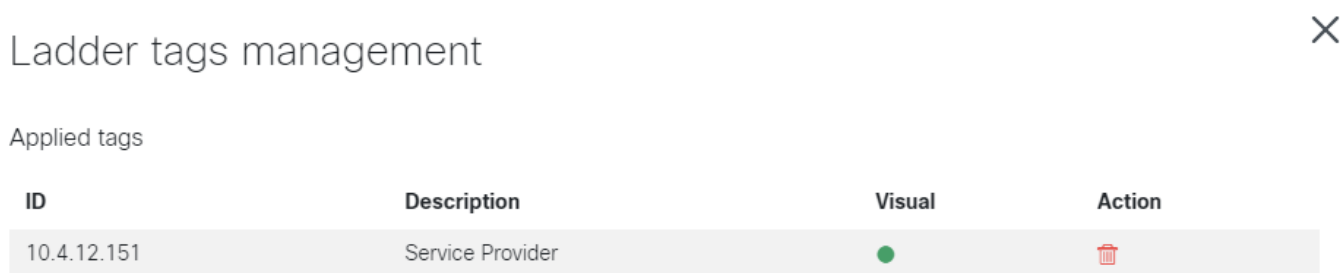 Ladder tags management
Applied tags
ID Description Visual Action
10.4.12.151 Service Provider